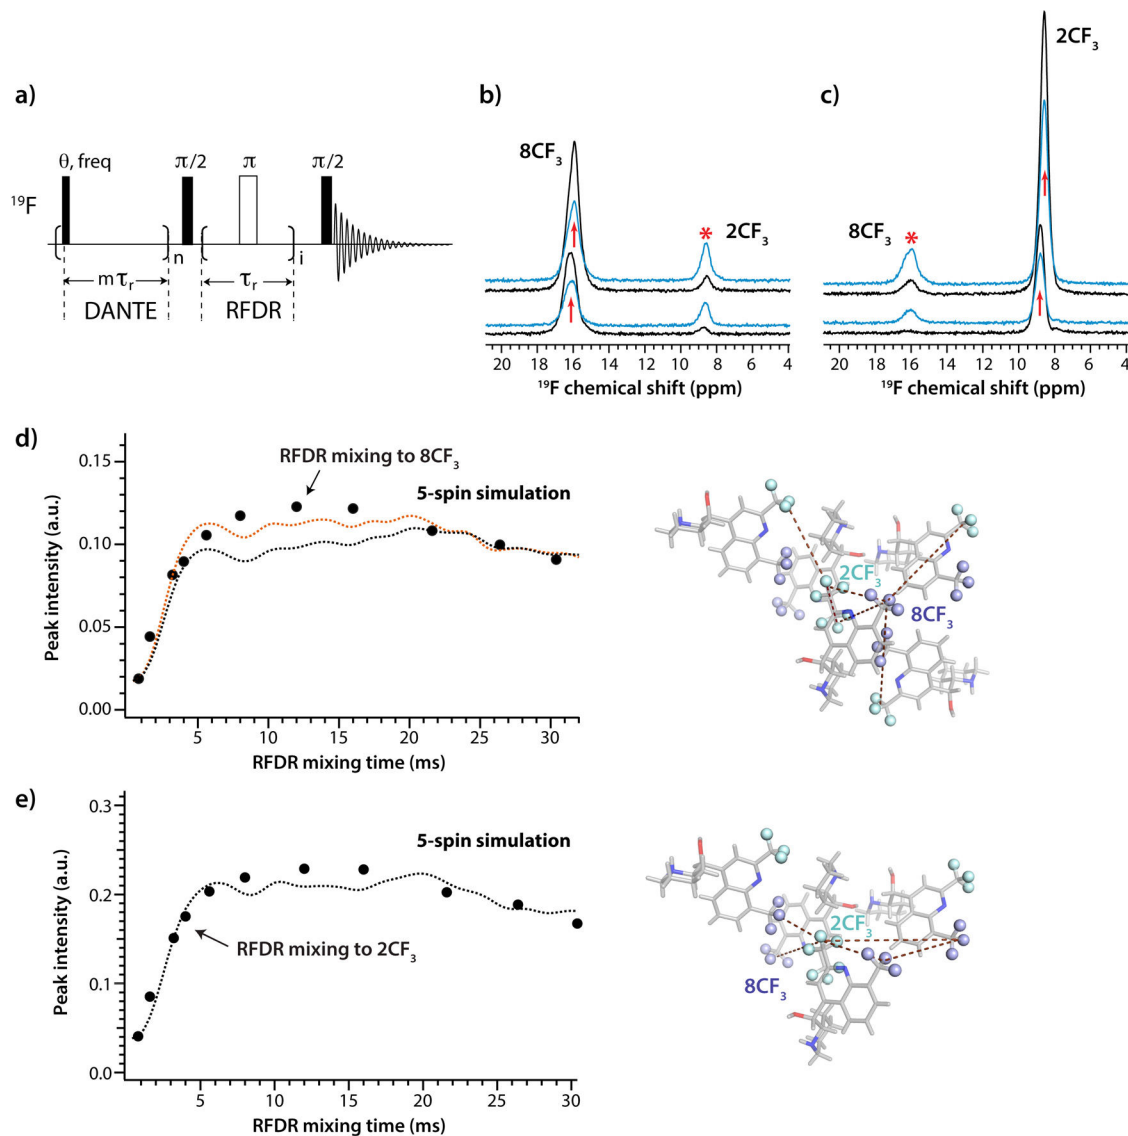 a)
θ, freq
π/2
π
π/2
¹⁹F
n
i
mτr
τr
DANTE
RFDR
b)
8CF₃
2CF₃
*
20 18 16 14 12 10 8 6 4
¹⁹F chemical shift (ppm)
c)
2CF₃
8CF₃
*
20 18 16 14 12 10 8 6 4
¹⁹F chemical shift (ppm)
d)
RFDR mixing to 8CF₃
5-spin simulation
Peak intensity (a.u.)
0.15
0.10
0.05
0.00
5 10 15 20 25 30
RFDR mixing time (ms)
2CF₃
8CF₃
e)
5-spin simulation
RFDR mixing to 2CF₃
Peak intensity (a.u.)
0.3
0.2
0.1
0.0
5 10 15 20 25 30
RFDR mixing time (ms)
2CF₃
8CF₃